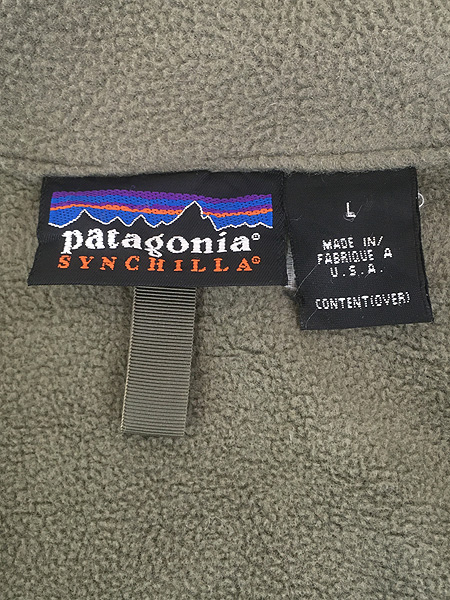 patagonia®
SYNCHILLA®
L
MADE IN/
FABRIQUE A
U.S.A.
CONTENT(OVER)